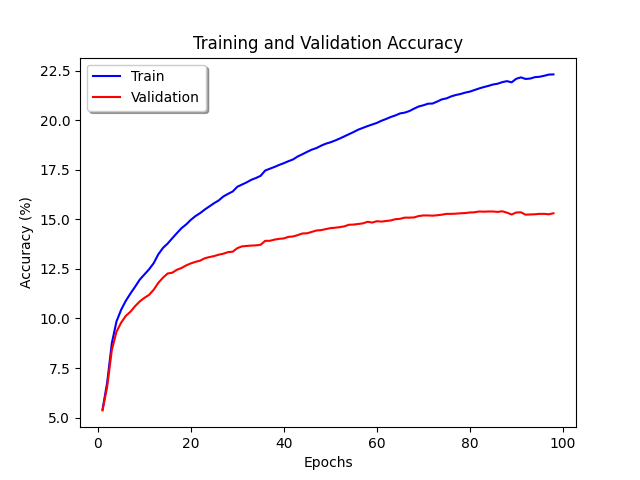 Training and Validation Accuracy
Train
Validation
22.5
20.0
17.5
15.0
12.5
10.0
7.5
5.0
Accuracy (%)
0
20
40
60
80
100
Epochs